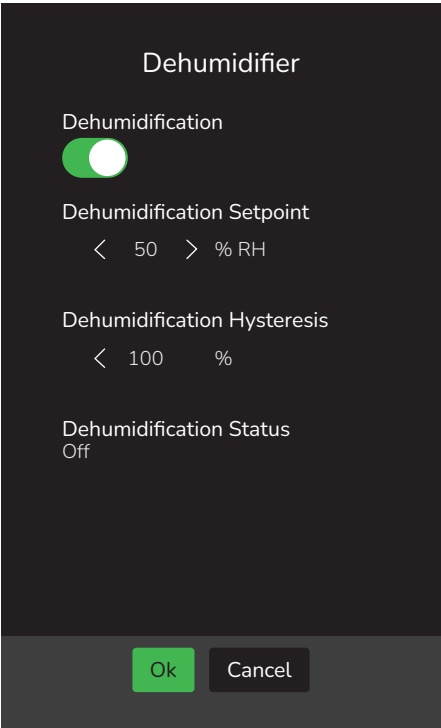 Dehumidifier
Dehumidification
Dehumidification Setpoint
< 50 > % RH
Dehumidification Hysteresis
< 100 %
Dehumidification Status
Off
Ok Cancel